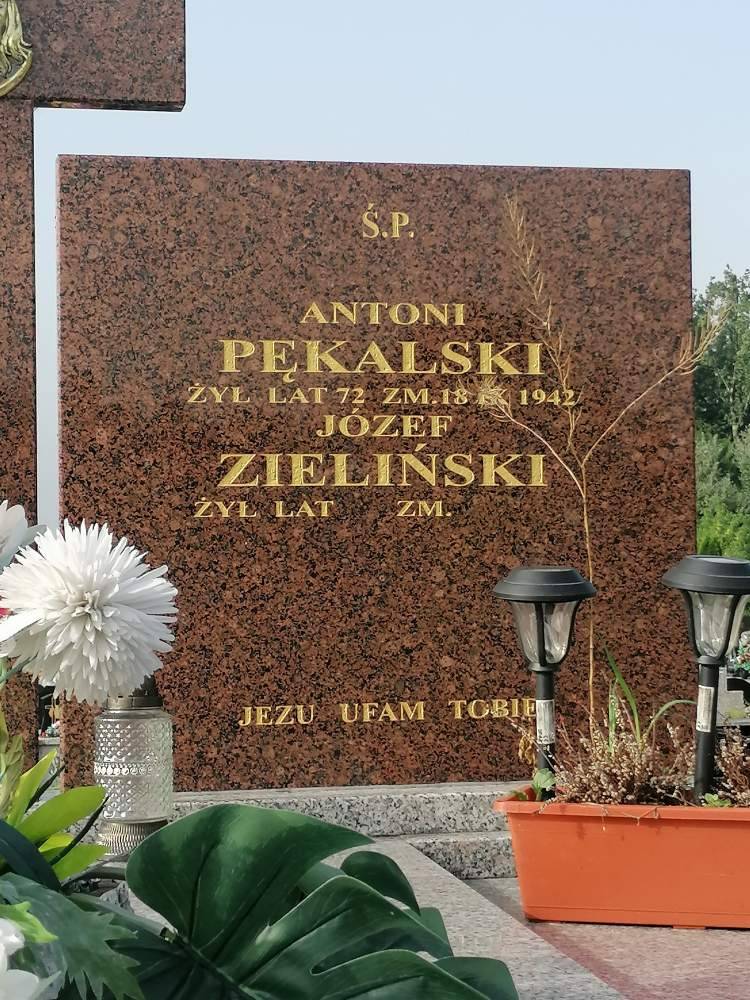 Ś.P.
ANTONI
PĘKALSKI
ŻYŁ LAT 72 ZM.18 1942
JÓZEF
ZIELIŃSKI
ŻYŁ LAT ZM.
JEZU UFAM TOBIE